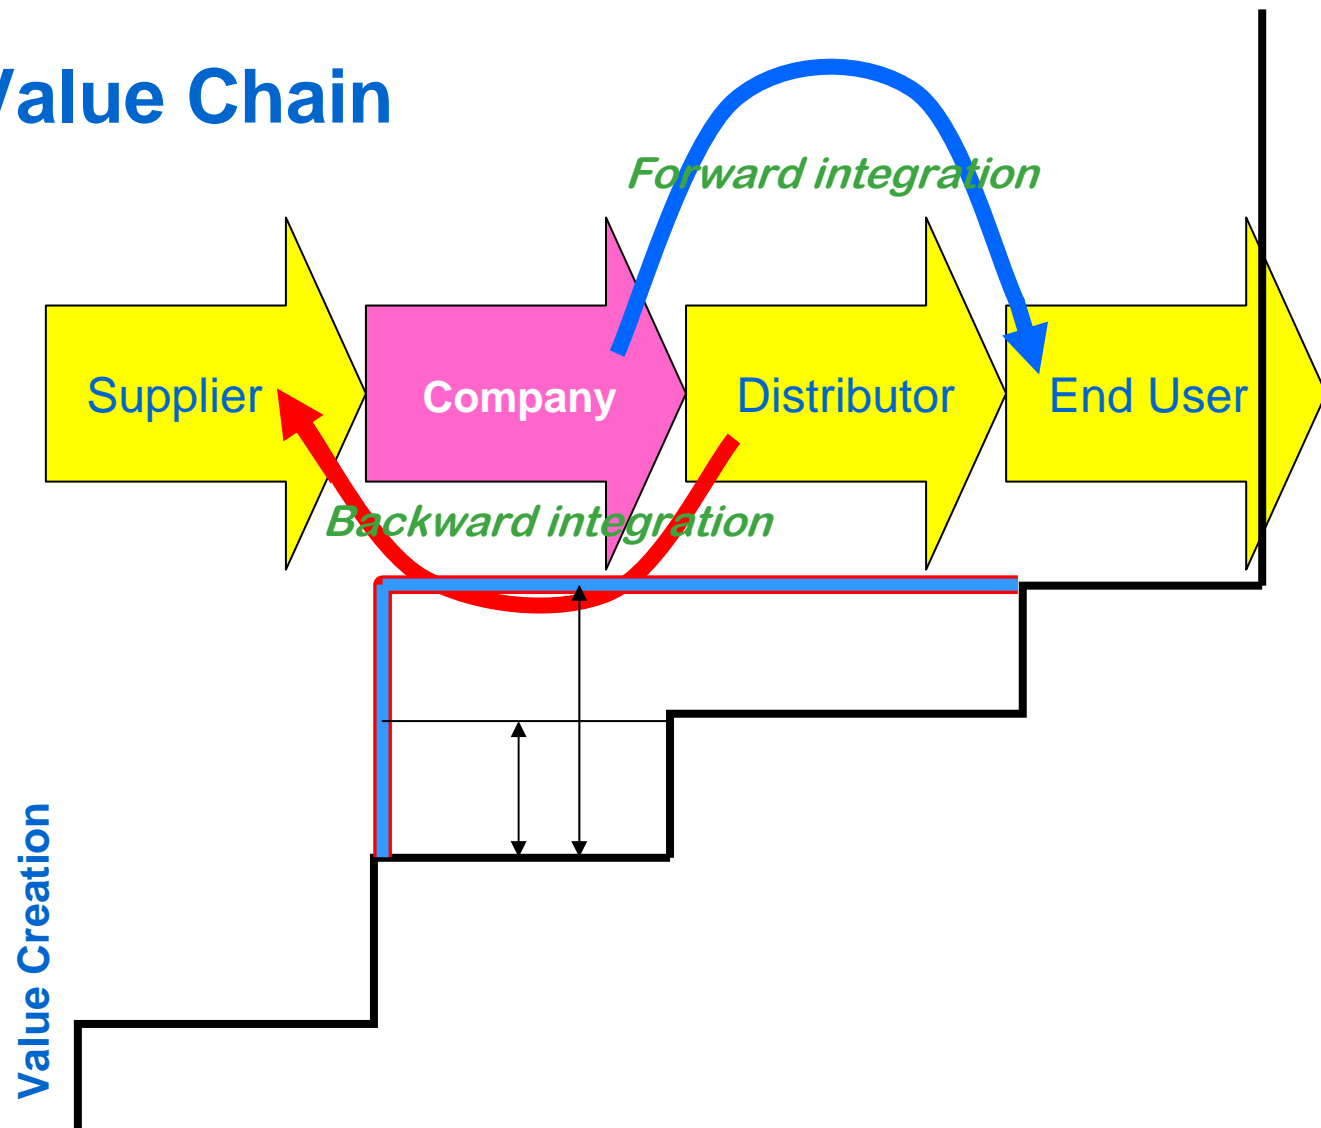 Value Chain
Forward integration
Supplier
Company
Distributor
End User
Backward integration
Value Creation